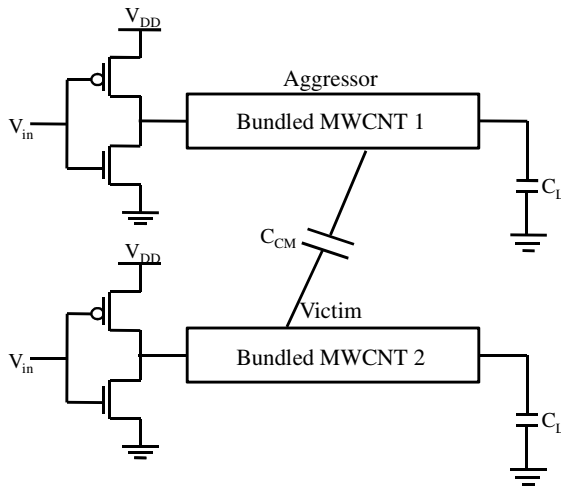 V_DD
Aggressor
V_in
Bundled MWCNT 1
C_L
C_CM
V_DD
Victim
V_in
Bundled MWCNT 2
C_L